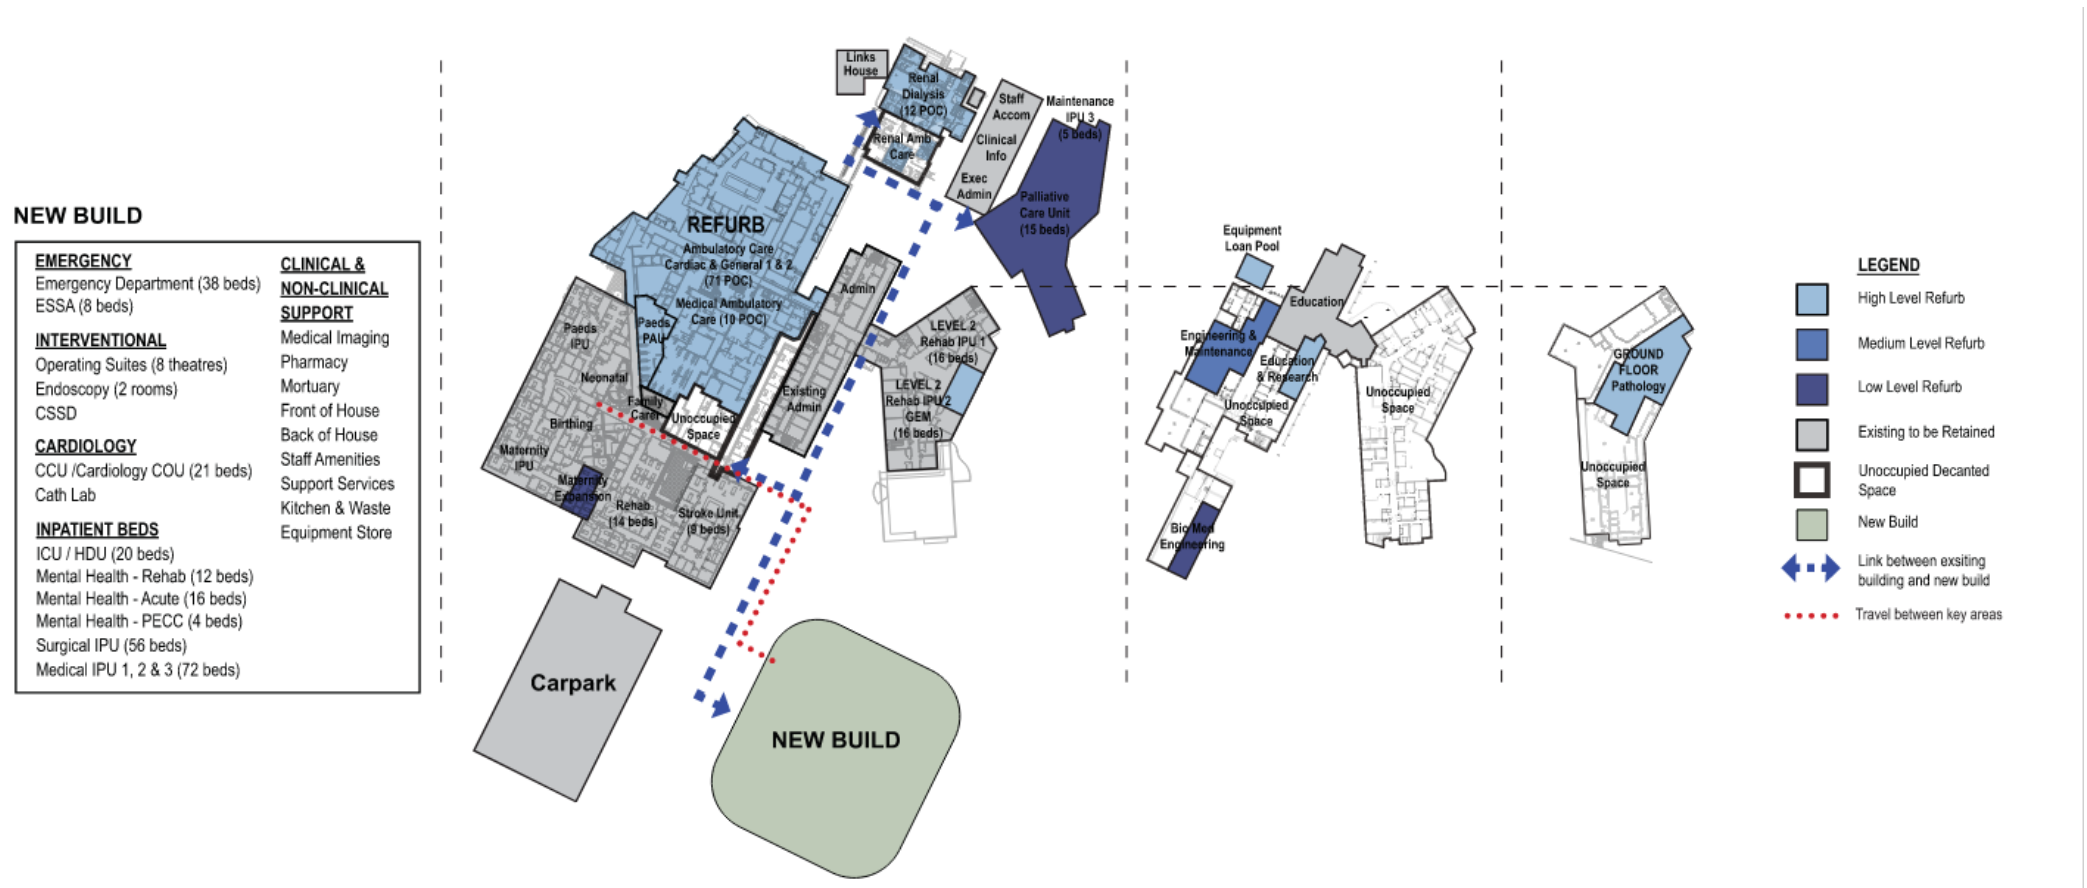 NEW BUILD
EMERGENCY
Emergency Department (38 beds)
ESSA (8 beds)
INTERVENTIONAL
Operating Suites (8 theatres)
Endoscopy (2 rooms)
CSSD
CARDIOLOGY
CCU /Cardiology COU (21 beds)
Cath Lab
INPATIENT BEDS
ICU / HDU (20 beds)
Mental Health - Rehab (12 beds)
Mental Health - Acute (16 beds)
Mental Health - PECC (4 beds)
Surgical IPU (56 beds)
Medical IPU 1, 2 & 3 (72 beds)
CLINICAL &
NON-CLINICAL
SUPPORT
Medical Imaging
Pharmacy
Mortuary
Front of House
Back of House
Staff Amenities
Support Services
Kitchen & Waste
Equipment Store
Links
House
Renal
Dialysis
(12 POC)
Renal Amb
Care
Staff
Accom
Clinical
Info
Exec
Admin
Maintenance
IPU 3
(5 beds)
Palliative
Care Unit
(15 beds)
REFURB
Ambulatory Care
Cardiac & General 1 & 2
(71 POC)
Medical Ambulatory
Care (10 POC)
Paeds
PAU
Paeds
IPU
Neonatal
Family
Carer
Unoccupied
Space
Birthing
Maternity
IPU
Maternity
Expansion
Rehab
(14 beds)
Stroke Unit
(9 beds)
Admin
Existing
Admin
LEVEL 2
Rehab IPU 1
(16 beds)
LEVEL 2
Rehab IPU 2
GEM
(16 beds)
Carpark
NEW BUILD
Equipment
Loan Pool
Education
Engineering &
Maintenance
Education
& Research
Unoccupied
Space
Unoccupied
Space
Bio Med
Engineering
GROUND
FLOOR
Pathology
Unoccupied
Space
LEGEND
High Level Refurb
Medium Level Refurb
Low Level Refurb
Existing to be Retained
Unoccupied Decanted
Space
New Build
Link between exsiting
building and new build
Travel between key areas